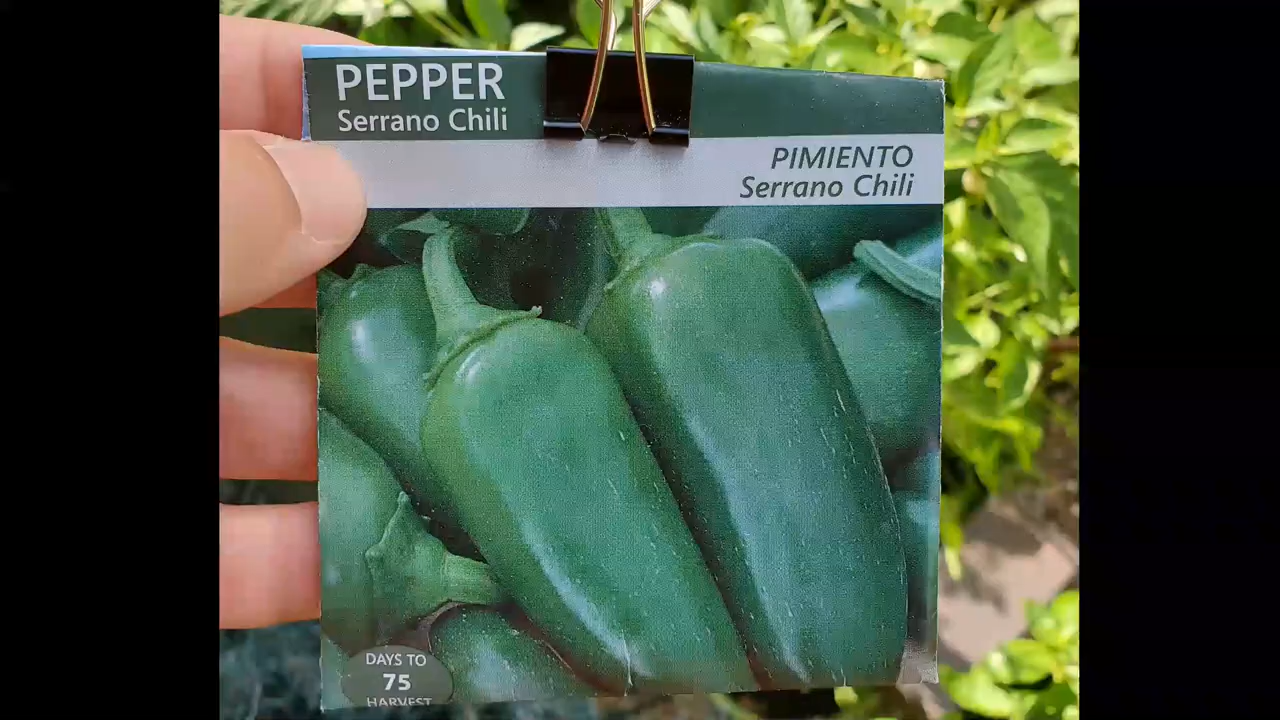 PEPPER
Serrano Chili
PIMIENTO
Serrano Chili
DAYS TO
75
HARVEST